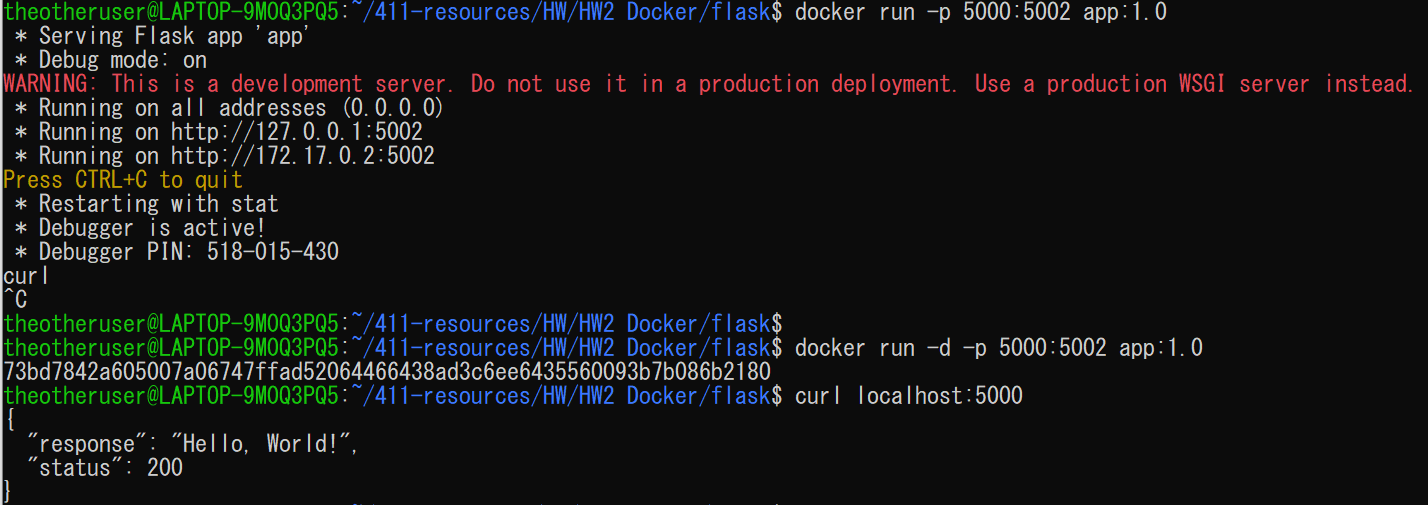 theotheruser@LAPTOP-9M0Q3PQ5:~/411-resources/HW/HW2 Docker/flask$ docker run -p 5000:5002 app:1.0
 * Serving Flask app 'app'
 * Debug mode: on
WARNING: This is a development server. Do not use it in a production deployment. Use a production WSGI server instead.
 * Running on all addresses (0.0.0.0)
 * Running on http://127.0.0.1:5002
 * Running on http://172.17.0.2:5002
Press CTRL+C to quit
 * Restarting with stat
 * Debugger is active!
 * Debugger PIN: 518-015-430
curl
^C
theotheruser@LAPTOP-9M0Q3PQ5:~/411-resources/HW/HW2 Docker/flask$
theotheruser@LAPTOP-9M0Q3PQ5:~/411-resources/HW/HW2 Docker/flask$ docker run -d -p 5000:5002 app:1.0
73bd7842a605007a06747ffad52064466438ad3c6ee6435560093b7b086b2180
theotheruser@LAPTOP-9M0Q3PQ5:~/411-resources/HW/HW2 Docker/flask$ curl localhost:5000
{
  "response": "Hello, World!",
  "status": 200
}